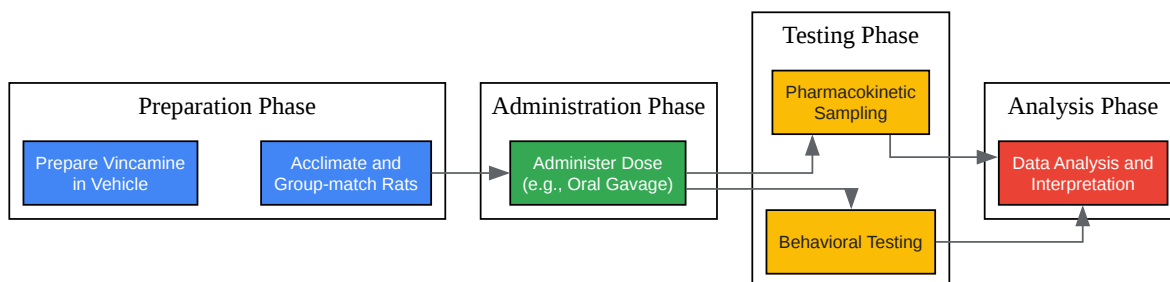 Preparation Phase
Prepare Vincamine
in Vehicle
Acclimate and
Group-match Rats
Administration Phase
Administer Dose
(e.g., Oral Gavage)
Testing Phase
Pharmacokinetic
Sampling
Behavioral Testing
Analysis Phase
Data Analysis and
Interpretation